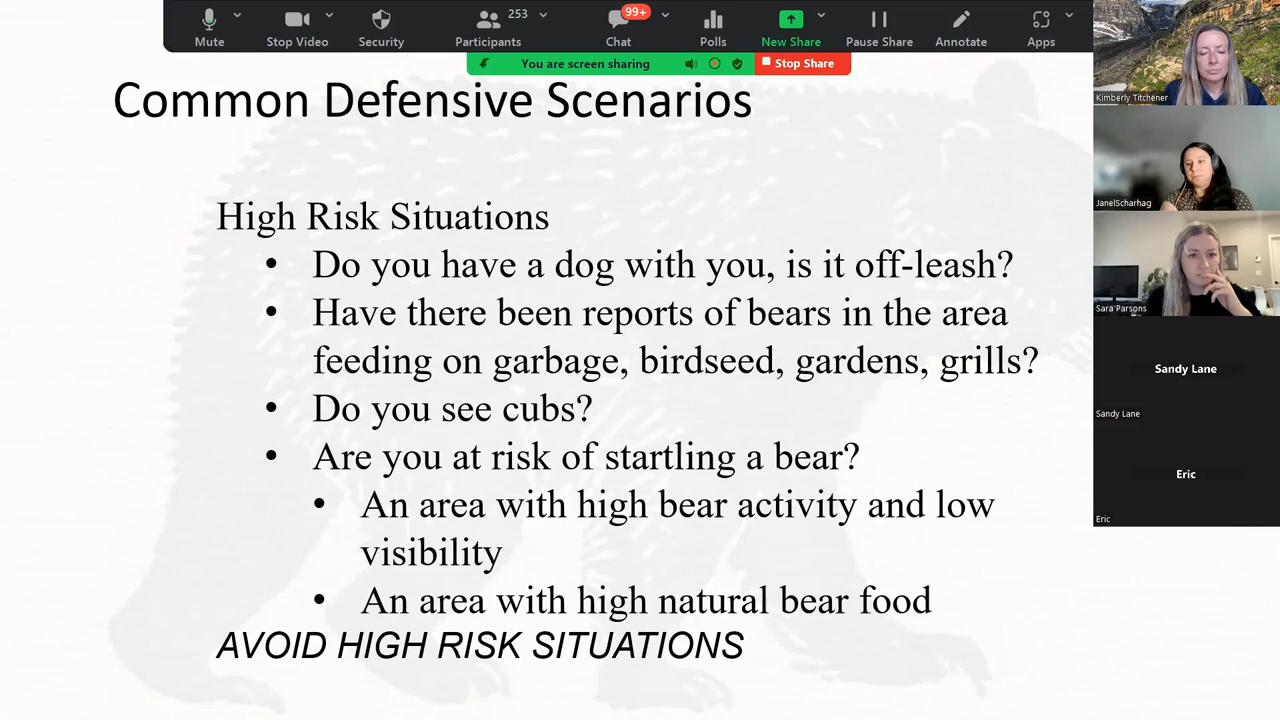 253
99+
Mute
Stop Video
Security
Participants
Chat
Polls
New Share
Pause Share
Annotate
Apps
You are screen sharing
Stop Share
Common Defensive Scenarios
High Risk Situations
• Do you have a dog with you, is it off-leash?
• Have there been reports of bears in the area
feeding on garbage, birdseed, gardens, grills?
• Do you see cubs?
• Are you at risk of startling a bear?
• An area with high bear activity and low
visibility
• An area with high natural bear food
AVOID HIGH RISK SITUATIONS
Kimberly Titchener
JanelScharhag
Sara Parsons
Sandy Lane
Sandy Lane
Eric
Eric